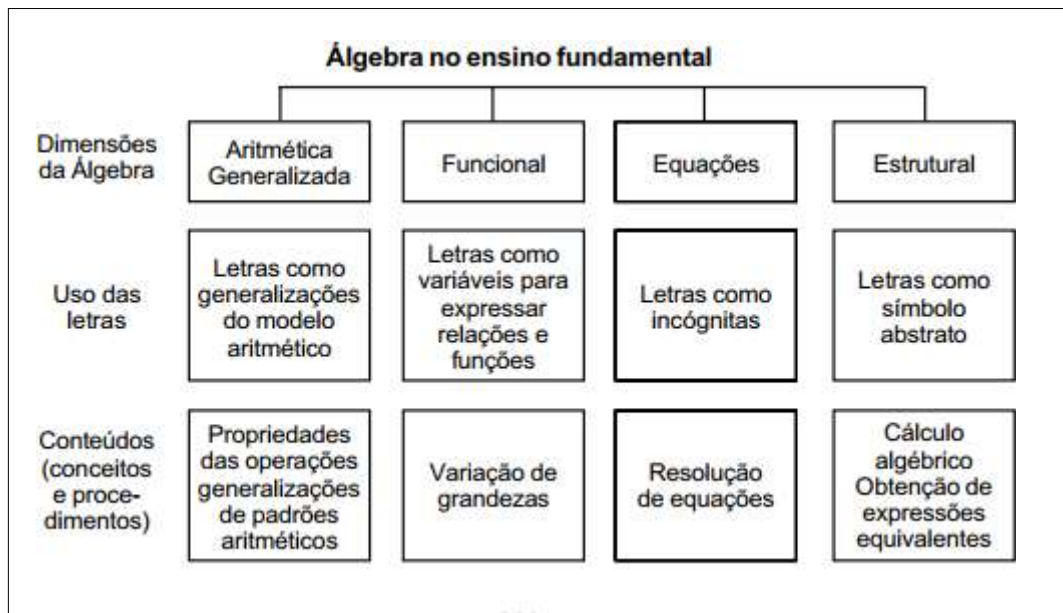 Álgebra no ensino fundamental
Dimensões
da Álgebra
Aritmética
Generalizada
Funcional
Equações
Estrutural
Uso das
letras
Letras como
generalizações
do modelo
aritmético
Letras como
variáveis para
expressar
relações e
funções
Letras como
incógnitas
Letras como
símbolo
abstrato
Conteúdos
(conceitos
e proce-
dimentos)
Propriedades
das operações
generalizações
de padrões
aritméticos
Variação de
grandezas
Resolução
de equações
Cálculo
algébrico
Obtenção de
expressões
equivalentes